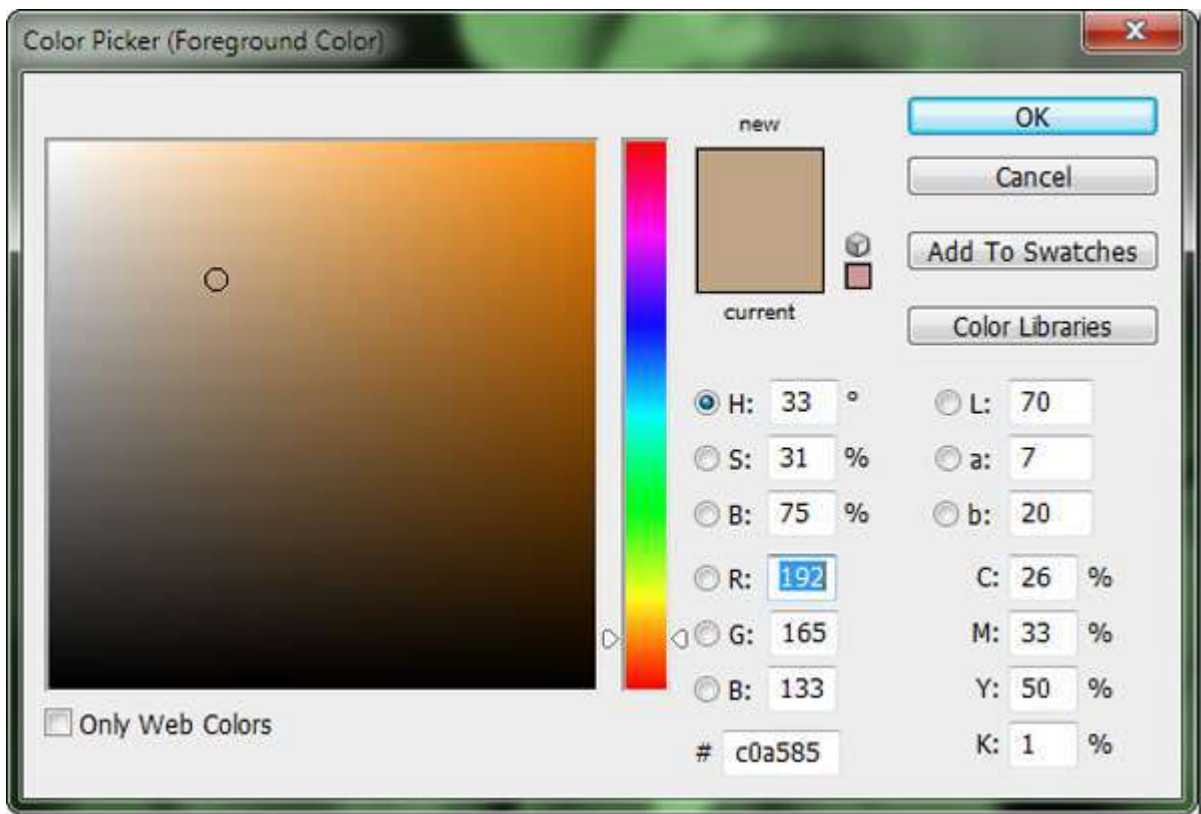 Color Picker (Foreground Color)
new
current
OK
Cancel
Add To Swatches
Color Libraries
H: 33 °
S: 31 %
B: 75 %
R: 192
G: 165
B: 133
# c0a585
L: 70
a: 7
b: 20
C: 26 %
M: 33 %
Y: 50 %
K: 1 %
Only Web Colors